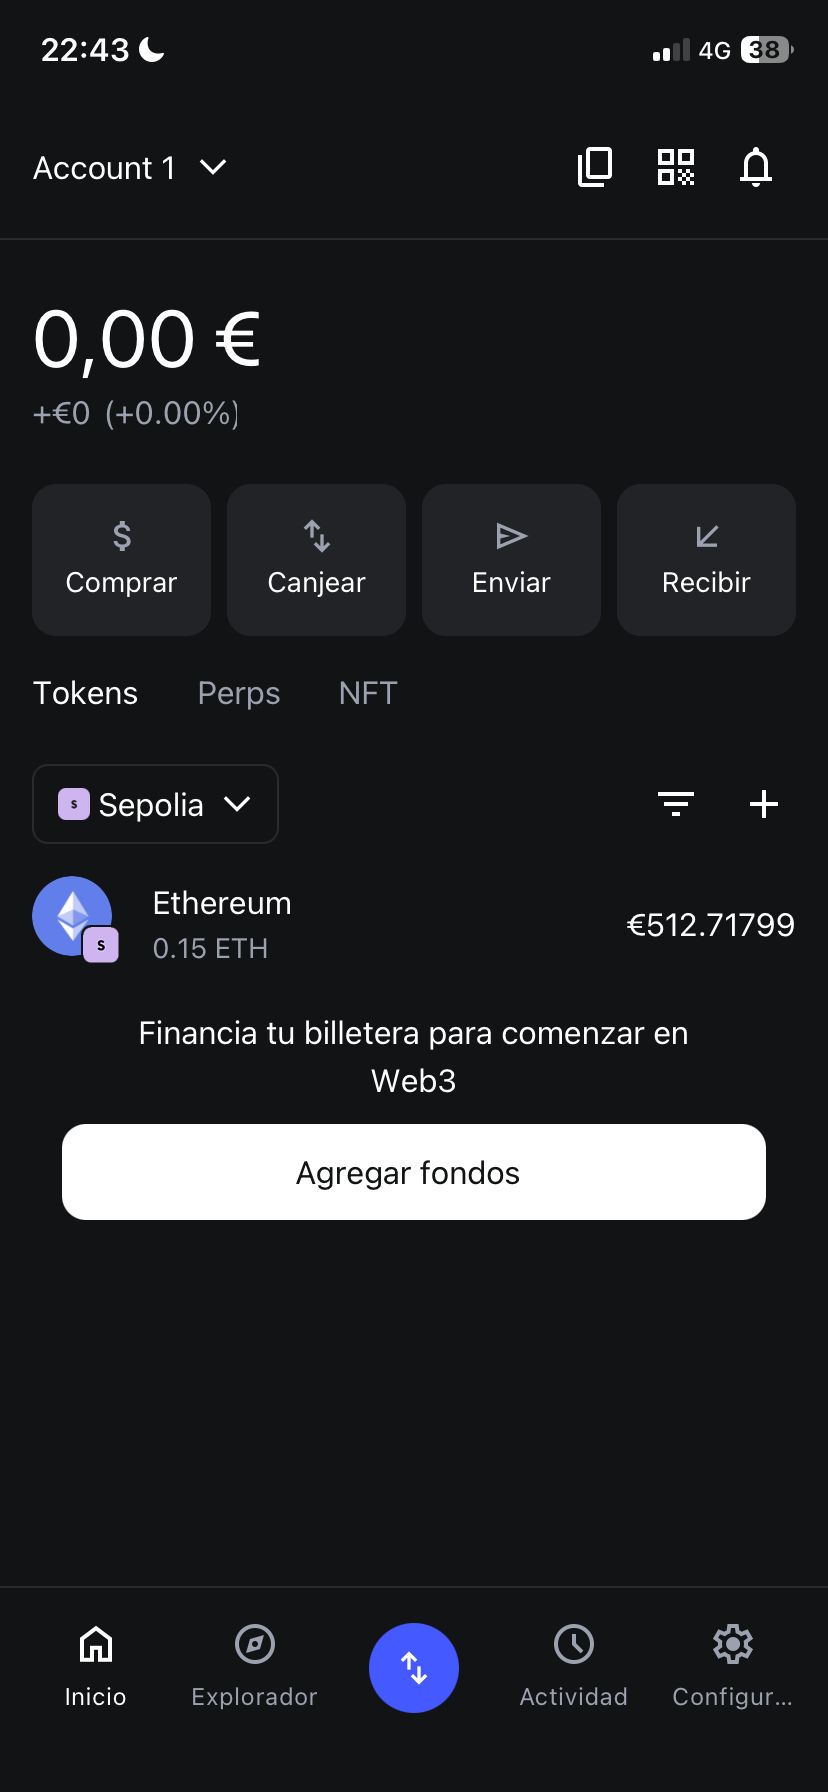 22:43
4G 38
Account 1
0,00 €
+€0 (+0.00%)
Comprar Canjear Enviar Recibir
Tokens Perps NFT
s Sepolia
Ethereum
€512.71799
s
0.15 ETH
Financia tu billetera para comenzar en
Web3
Agregar fondos
Inicio Explorador Actividad Configur...